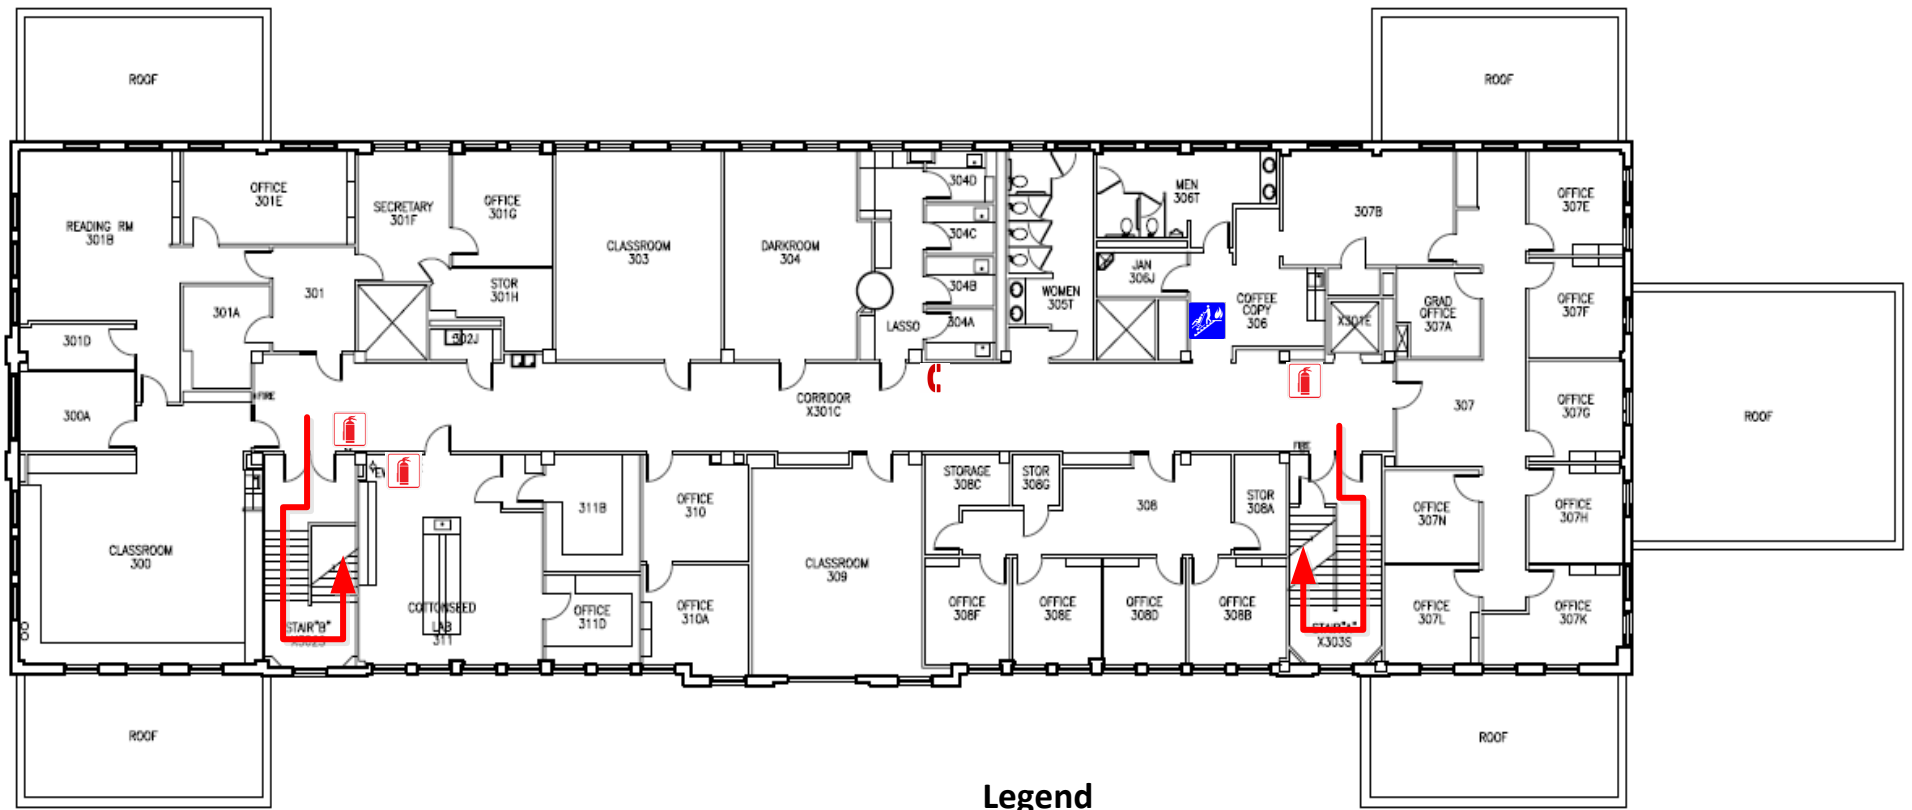 ROOF
ROOF
READING RM
301B
OFFICE
301E
SECRETARY
301F
OFFICE
301G
STOR
301H
301
301A
301D
300A
302J
CLASSROOM
303
DARKROOM
304
LASSO
304D
304C
304B
304A
WOMEN
305T
MEN
306T
JAN
306J
COFFEE
COPY
306
307B
X301E
GRAD
OFFICE
307A
OFFICE
307E
OFFICE
307F
OFFICE
307G
307
ROOF
FIRE
CORRIDOR
X301C
FIRE
CLASSROOM
300
STAIR"B"
COTTONSEED
LAB
311
311B
OFFICE
311D
OFFICE
310
OFFICE
310A
CLASSROOM
309
STORAGE
308C
STOR
308G
308
STOR
308A
OFFICE
308F
OFFICE
308E
OFFICE
308D
OFFICE
308B
STAIR"A"
X303S
OFFICE
307N
OFFICE
307H
OFFICE
307L
OFFICE
307K
ROOF
ROOF
Legend